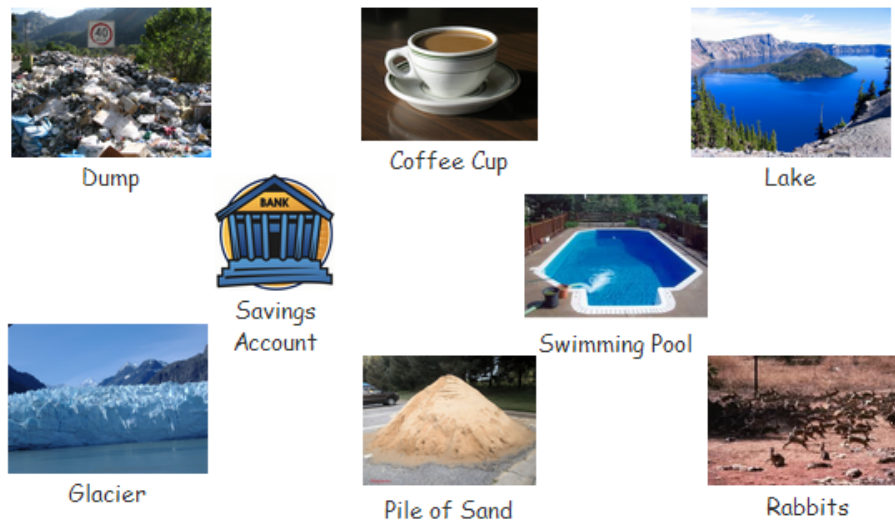 40
Dump
Coffee Cup
Lake
BANK
Savings
Account
Swimming Pool
Glacier
Pile of Sand
Rabbits